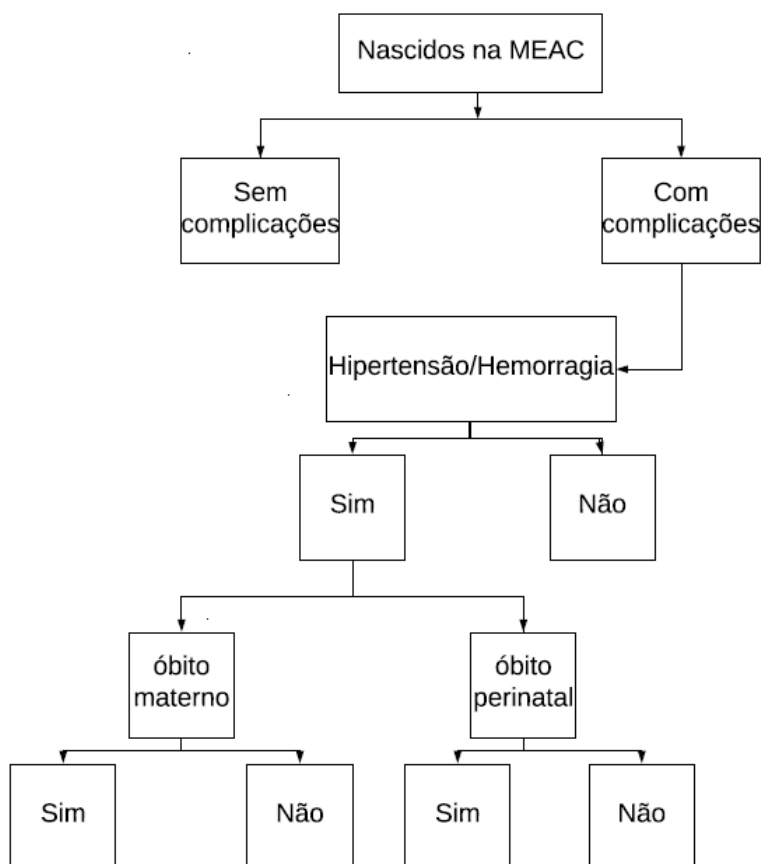 Nascidos na MEAC
Sem
complicações
Com
complicações
Hipertensão/Hemorragia
Sim
Não
óbito
materno
óbito
perinatal
Sim
Não
Sim
Não